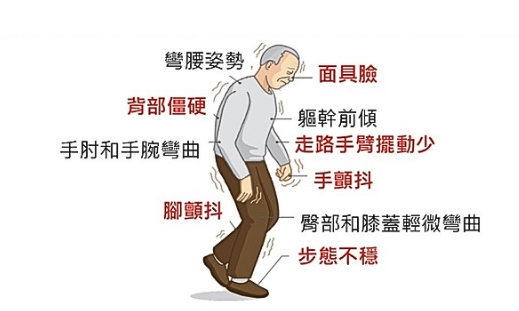 彎腰姿勢
面具臉
背部僵硬
軀幹前傾
手肘和手腕彎曲
走路手臂擺動少
手顫抖
腳顫抖
臀部和膝蓋輕微彎曲
步態不穩